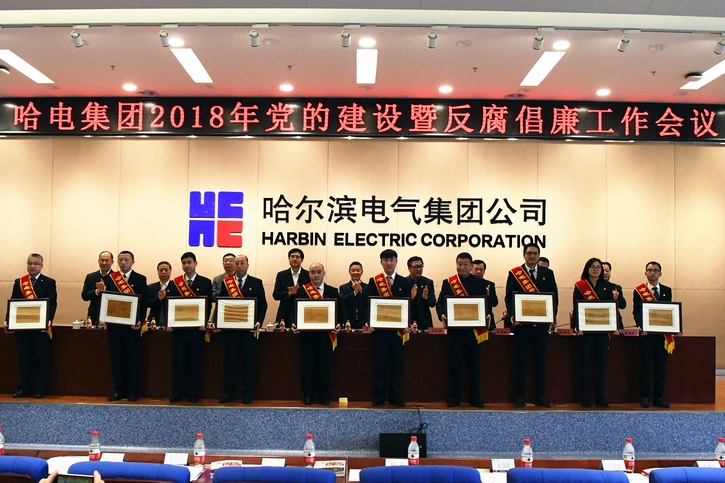 哈电集团2018年党的建设暨反腐倡廉工作会议
哈尔滨电气集团公司
HARBIN ELECTRIC CORPORATION